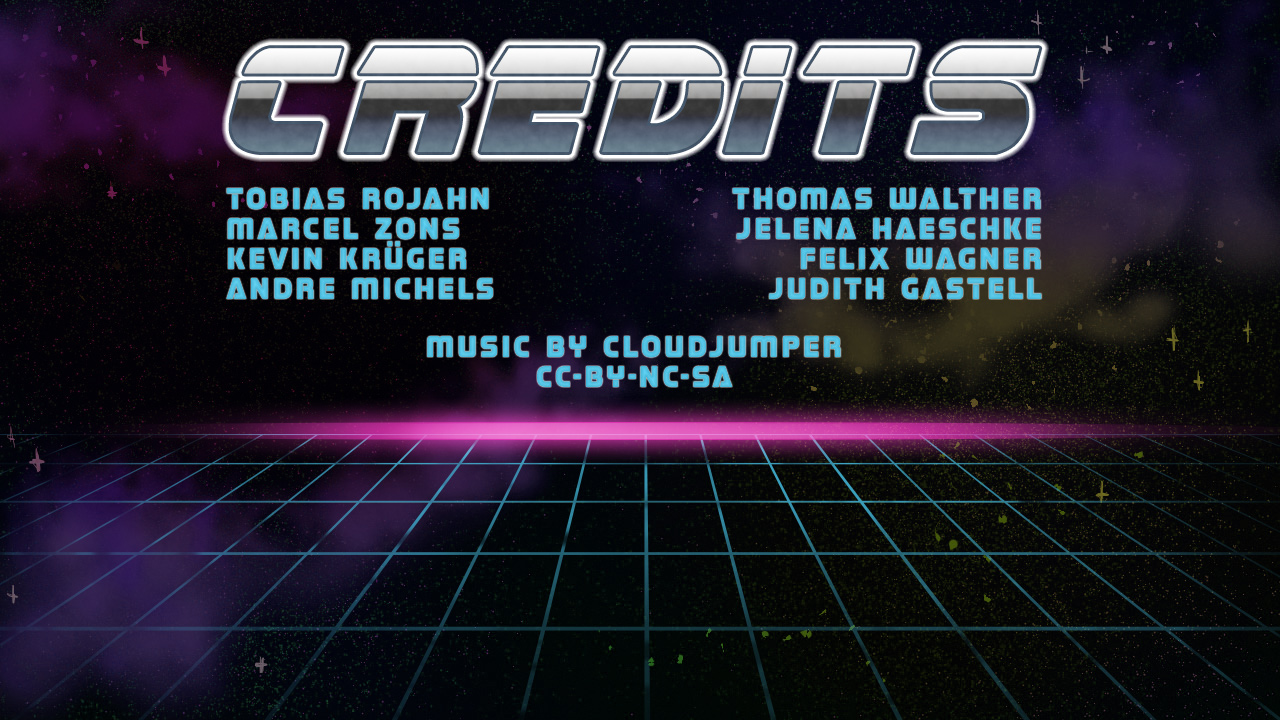 CREDITS
TOBIAS ROJAHN
MARCEL ZONS
KEVIN KRÜGER
ANDRE MICHELS
THOMAS WALTHER
JELENA HAESCHKE
FELIX WAGNER
JUDITH GASTELL
MUSIC BY CLOUDJUMPER
CC-BY-NC-SA